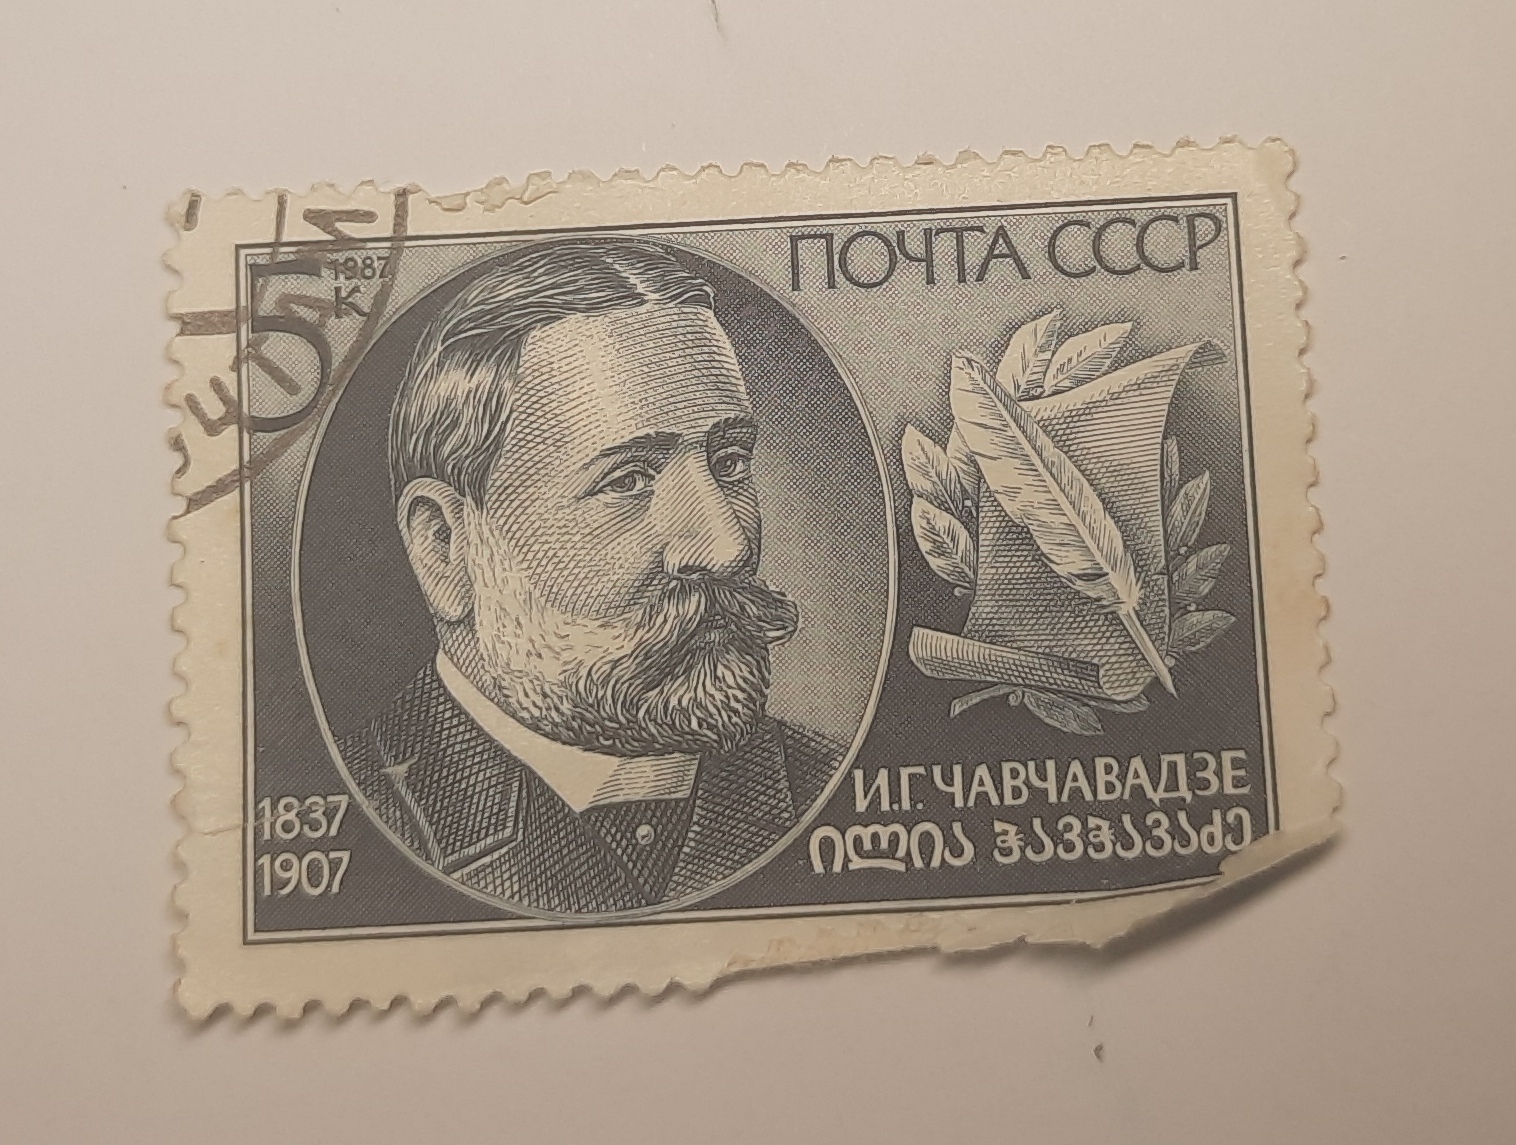 ПОЧТА СССР
5 К
1987
1837
1907
И.Г. ЧАВЧАВАДЗЕ
ილია ჭავჭავაძე